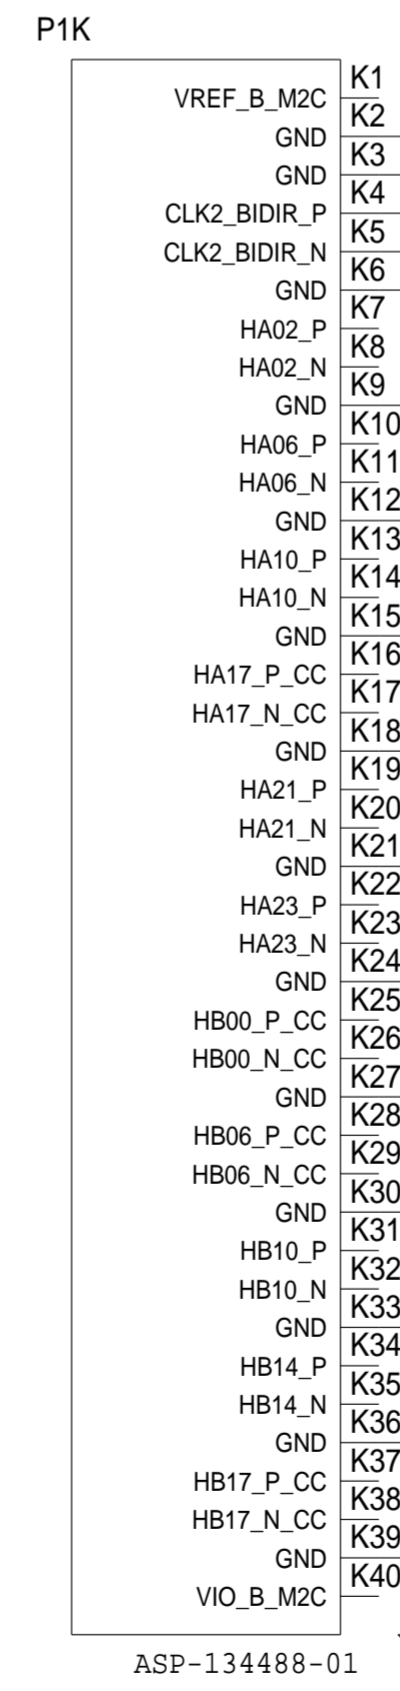 P1K
VREF_B_M2C K1
GND K2
GND K3
CLK2_BIDIR_P K4
CLK2_BIDIR_N K5
GND K6
HA02_P K7
HA02_N K8
GND K9
HA06_P K10
HA06_N K11
GND K12
HA10_P K13
HA10_N K14
GND K15
HA17_P_CC K16
HA17_N_CC K17
GND K18
HA21_P K19
HA21_N K20
GND K21
HA23_P K22
HA23_N K23
GND K24
HB00_P_CC K25
HB00_N_CC K26
GND K27
HB06_P_CC K28
HB06_N_CC K29
GND K30
HB10_P K31
HB10_N K32
GND K33
HB14_P K34
HB14_N K35
GND K36
HB17_P_CC K37
HB17_N_CC K38
GND K39
VIO_B_M2C K40
ASP-134488-01